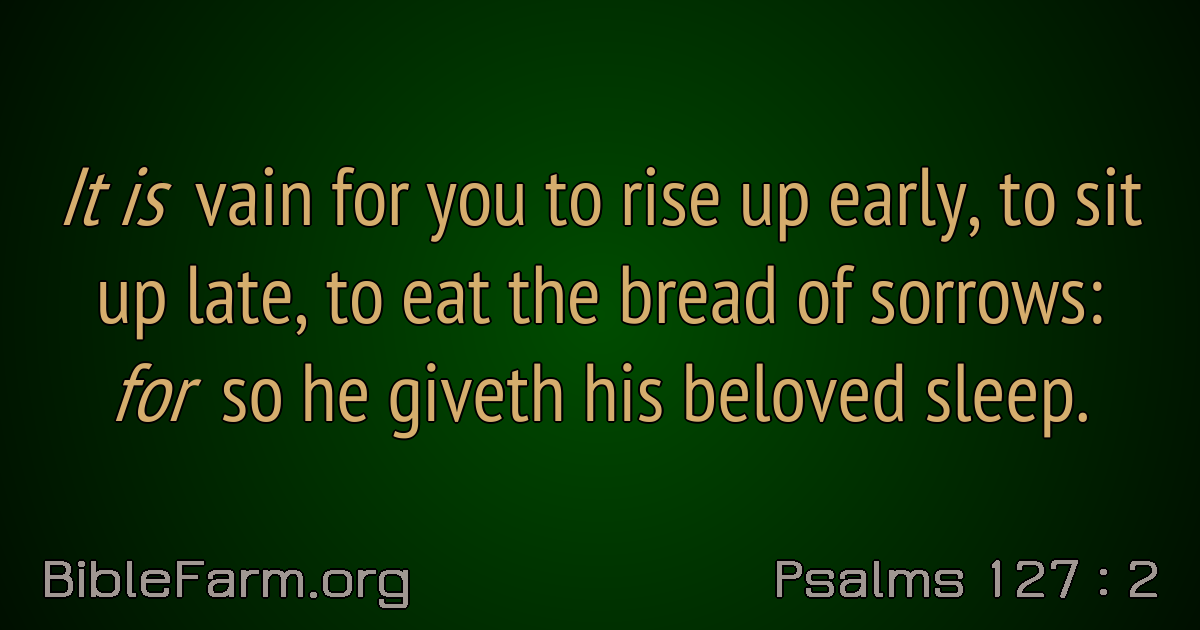 It is vain for you to rise up early, to sit
up late, to eat the bread of sorrows:
for so he giveth his beloved sleep.
BibleFarm.org
Psalms 127 : 2